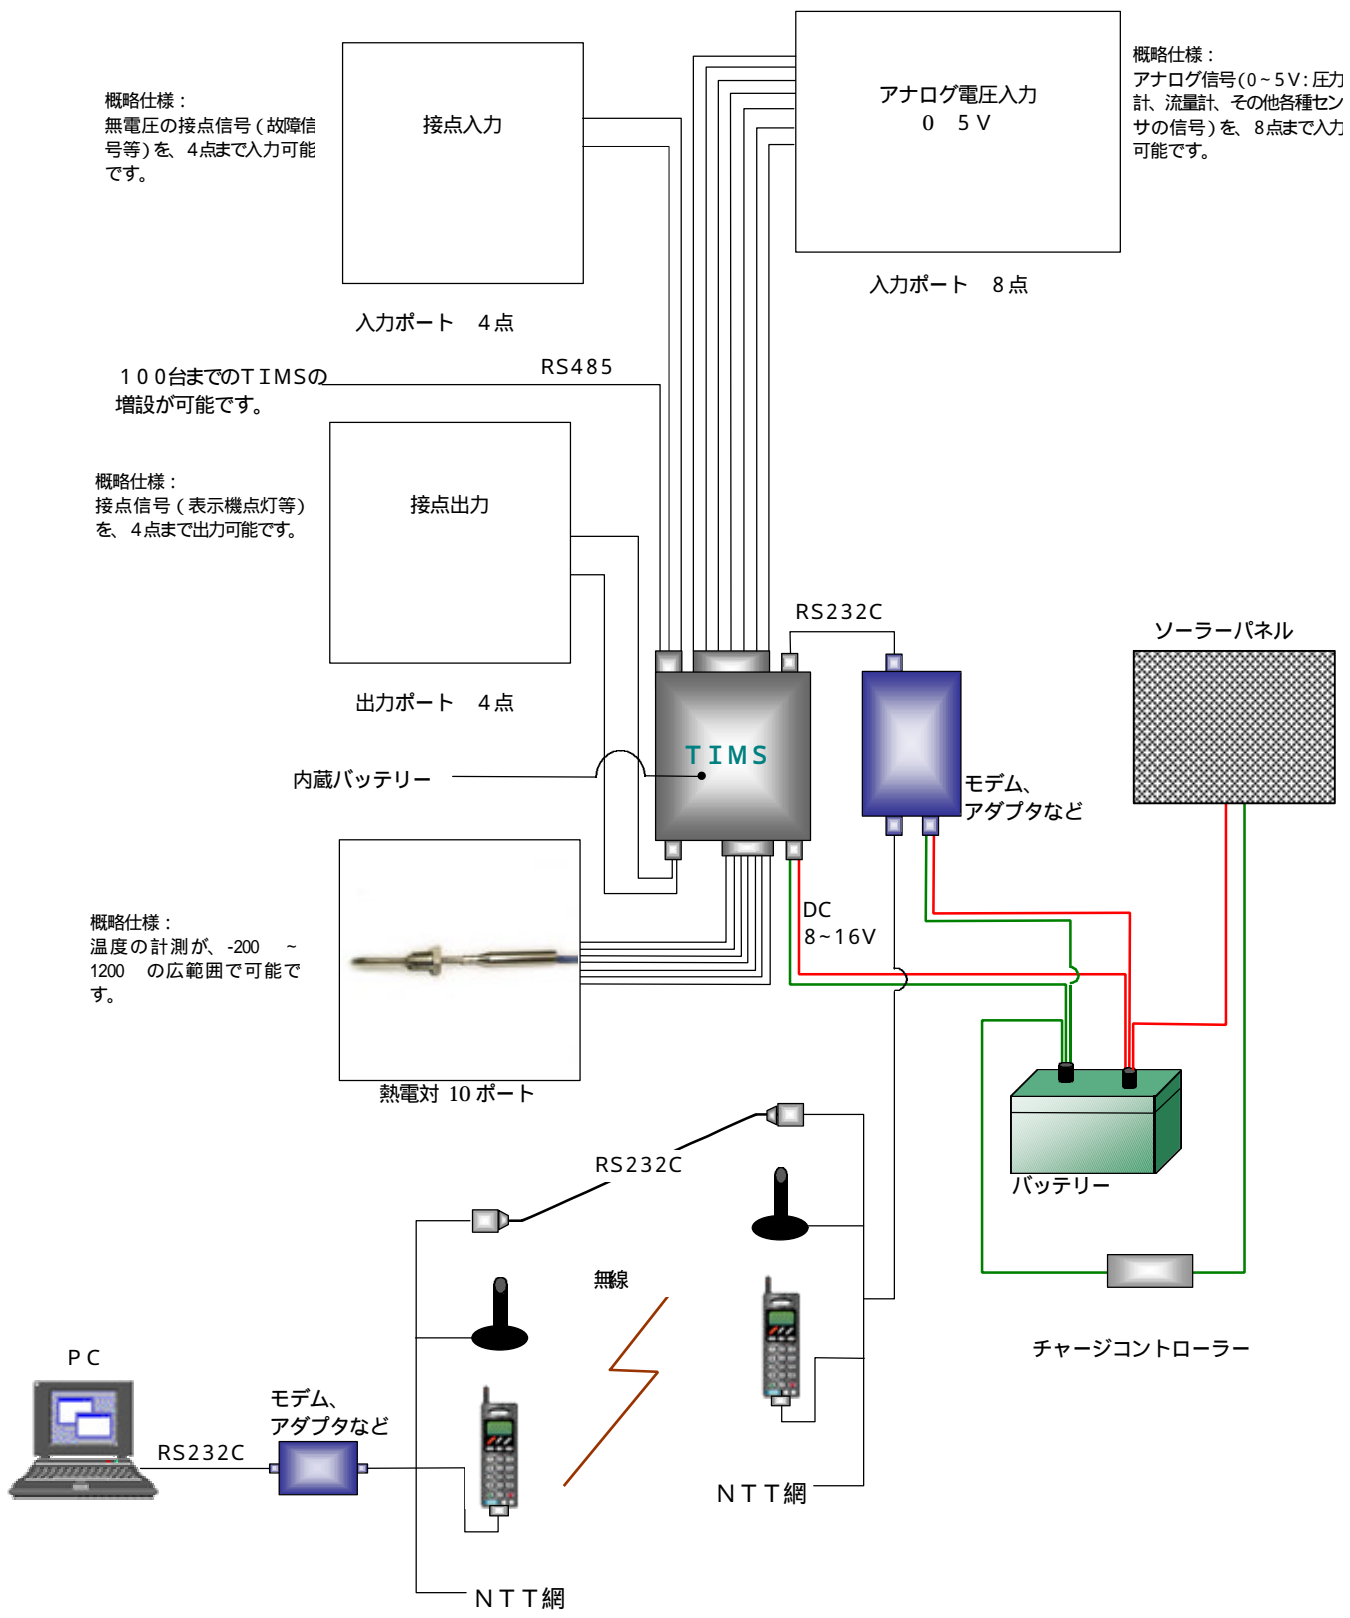 概略仕様：
無電圧の接点信号（故障信
号等）を、4点まで入力可能
です。
接点入力
入力ポート　4点
アナログ電圧入力
0　5V
入力ポート　8点
概略仕様：
アナログ信号(0~5V:圧力
計、流量計、その他各種セン
サの信号）を、8点まで入力
可能です。
RS485
100台までのTIMSの
増設が可能です。
概略仕様：
接点信号（表示機点灯等）
を、4点まで出力可能です。
接点出力
出力ポート　4点
RS232C
ソーラーパネル
TIMS
内蔵バッテリー
モデム、
アダプタなど
概略仕様：
温度の計測が、-200　~
1200　の広範囲で可能で
す。
DC
8~16V
熱電対 10 ポート
RS232C
バッテリー
無線
チャージコントローラー
PC
モデム、
アダプタなど
RS232C
NTT網
NTT網